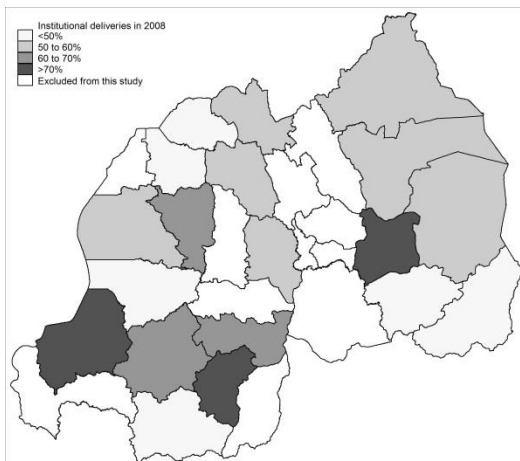 Institutional deliveries in 2008
<50%
50 to 60%
60 to 70%
>70%
Excluded from this study